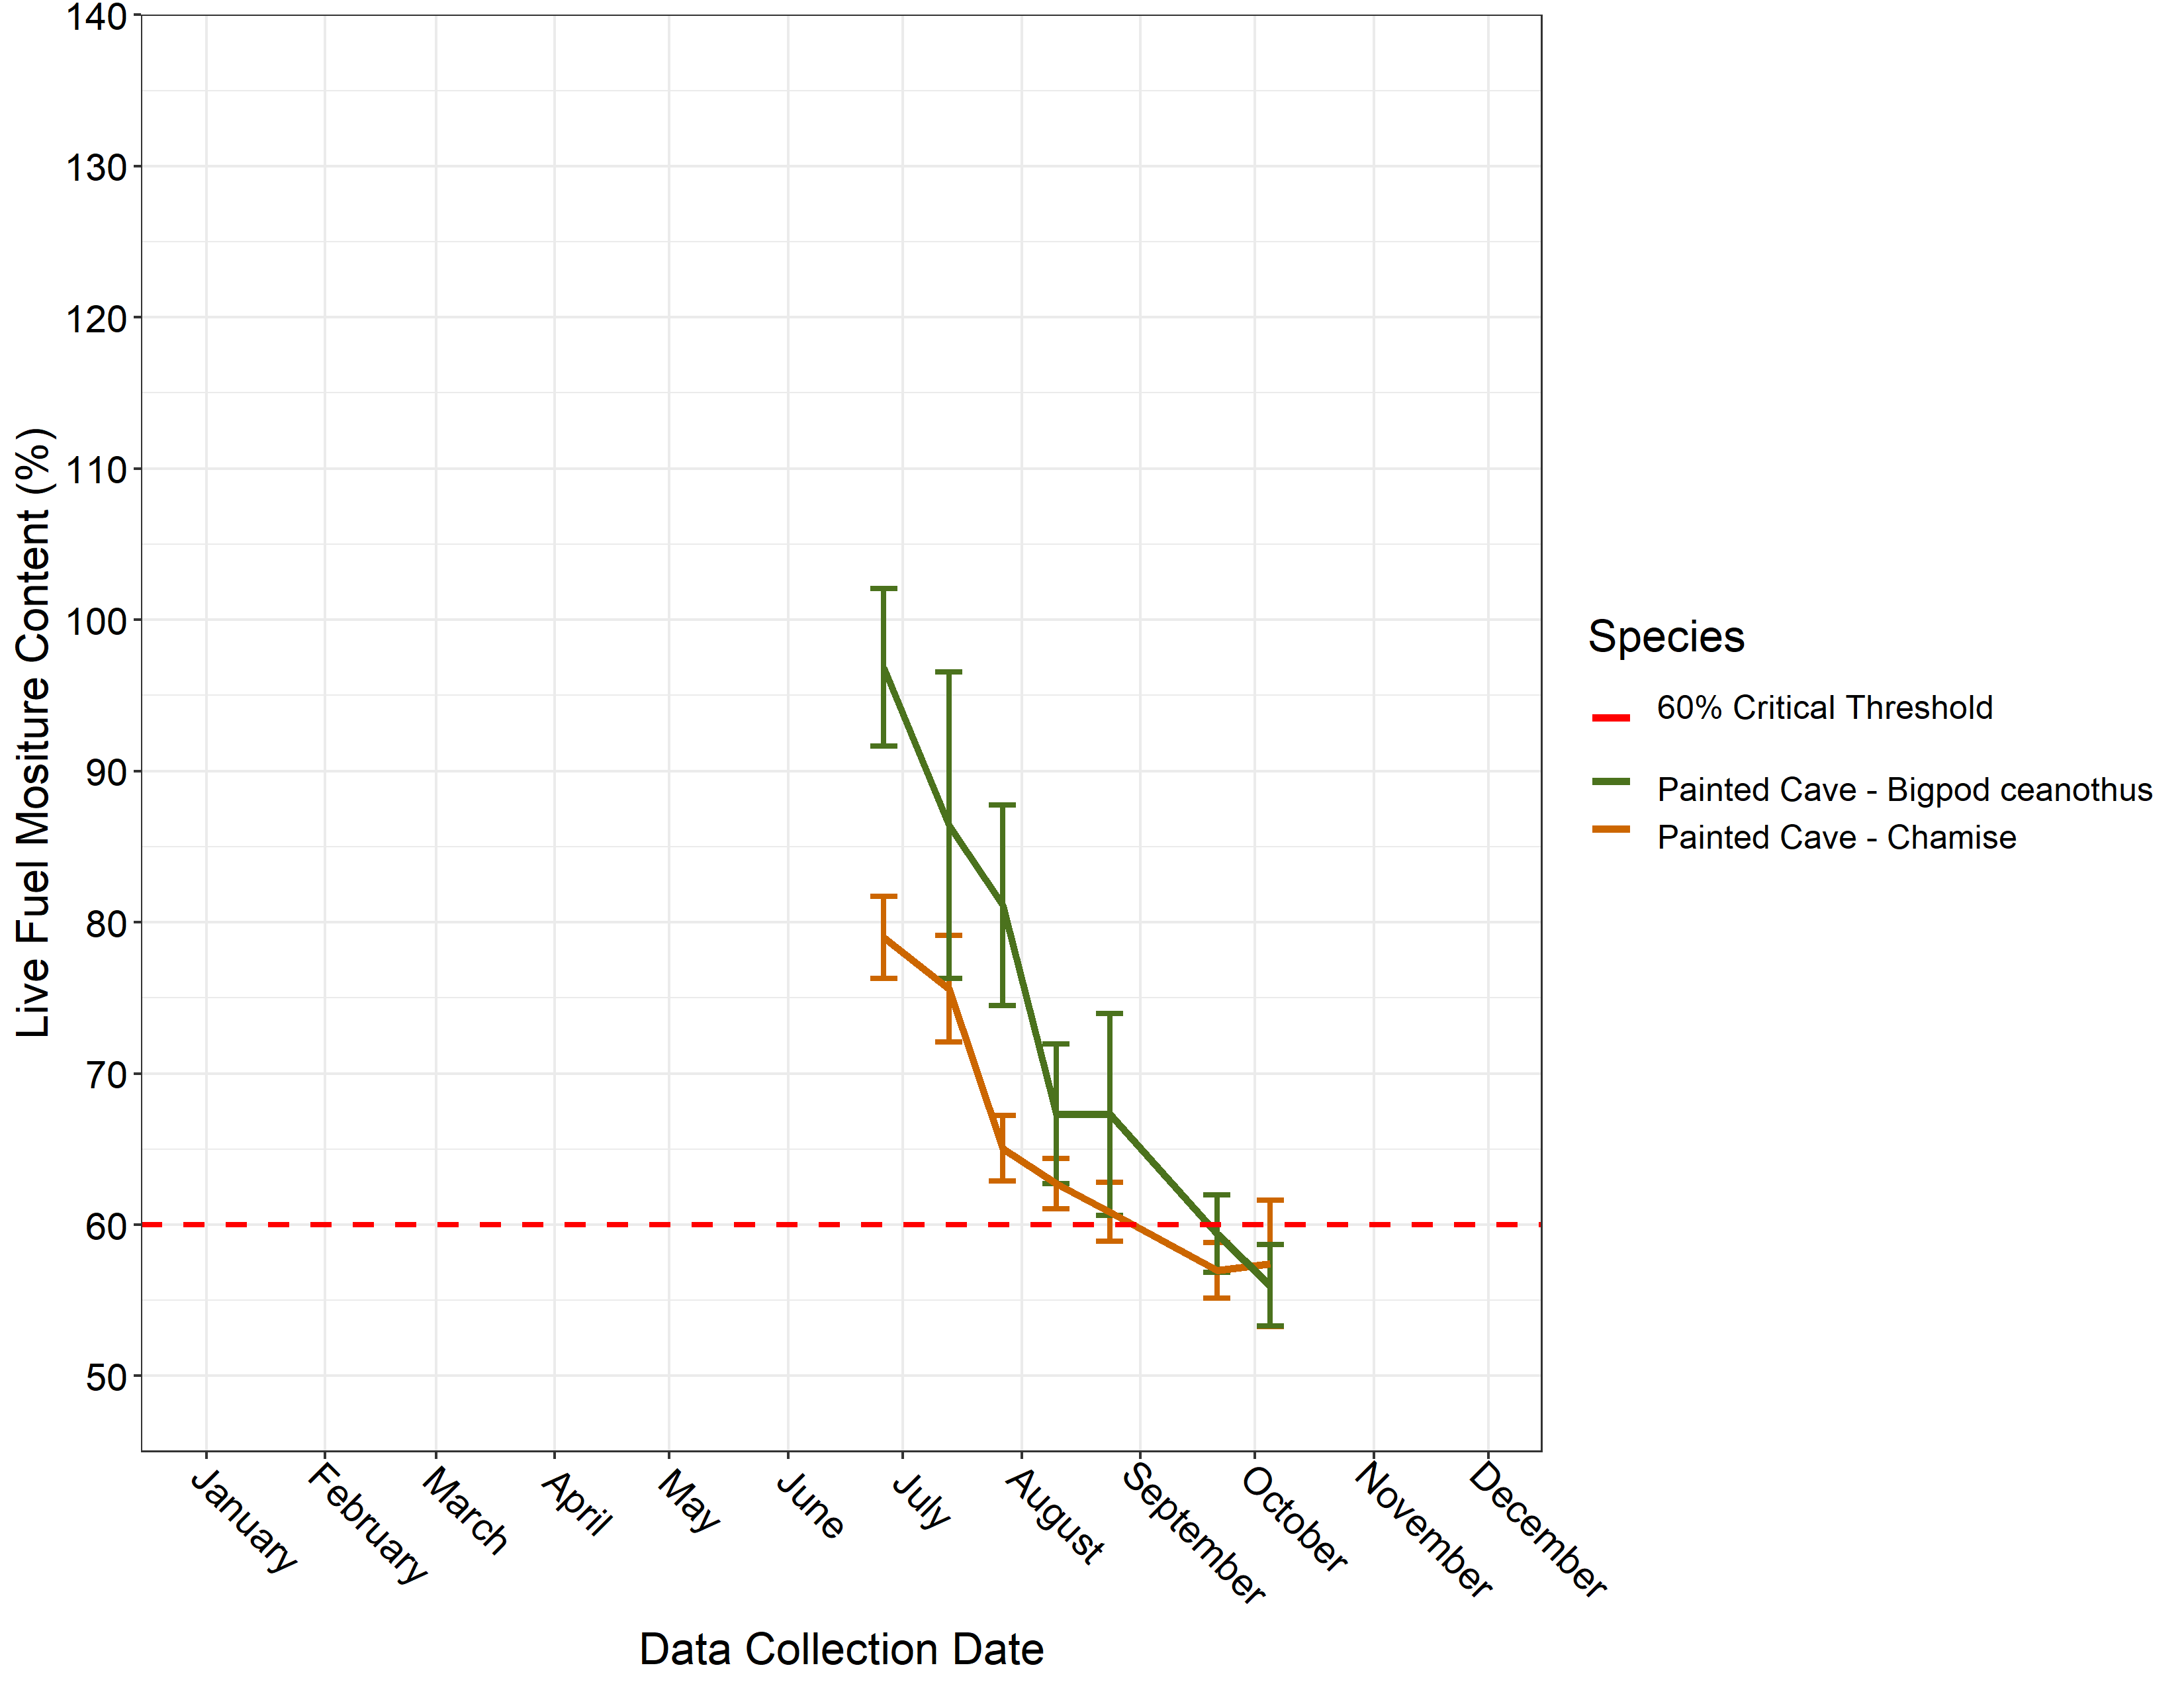 140
130
120
110
100
90
80
70
60
50
Live Fuel Mositure Content (%)
January
February
March
April
May
June
July
August
September
October
November
December
Data Collection Date
Species
60% Critical Threshold
Painted Cave - Bigpod ceanothus
Painted Cave - Chamise